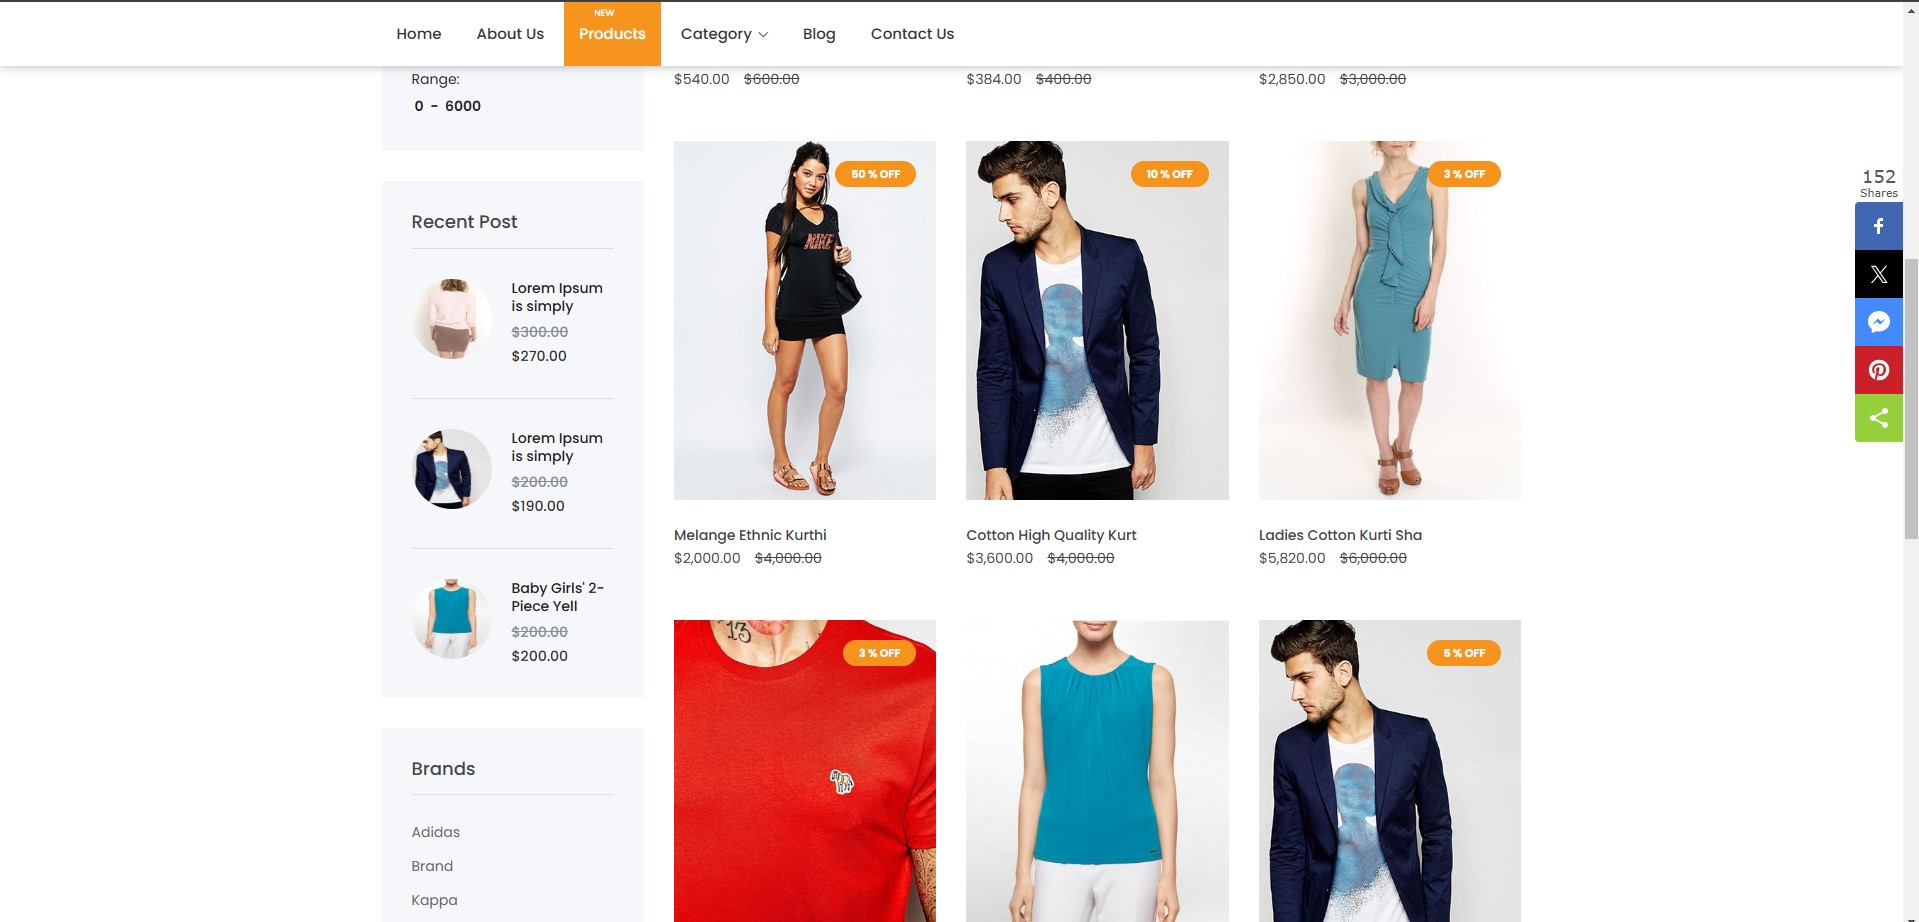 NEW
Home
About Us
Products
Category
Blog
Contact Us
Range:
0 - 6000
$540.00 $600.00
$384.00 $400.00
$2,850.00 $3,000.00
Recent Post
Lorem Ipsum
is simply
$300.00
$270.00
Lorem Ipsum
is simply
$200.00
$190.00
Baby Girls' 2-
Piece Yell
$200.00
$200.00
Brands
Adidas
Brand
Kappa
50 % OFF
NIKE
10 % OFF
3 % OFF
Melange Ethnic Kurthi
$2,000.00 $4,000.00
Cotton High Quality Kurt
$3,600.00 $4,000.00
Ladies Cotton Kurti Sha
$5,820.00 $6,000.00
13
3 % OFF
5 % OFF
152
Shares